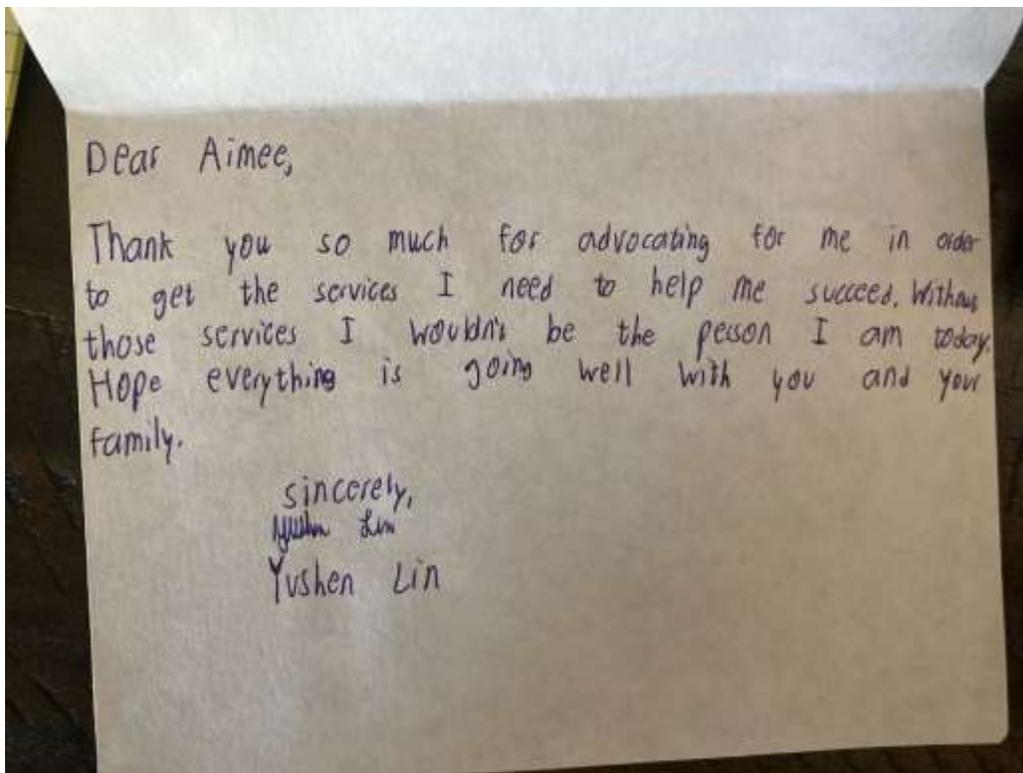 Dear Aimee,
Thank you so much for advocating for me in order
to get the services I need to help me succeed. Without
those services I wouldn't be the person I am today.
Hope everything is going well with you and your
family.
sincerely,
Yushen Lin
Yushen Lin